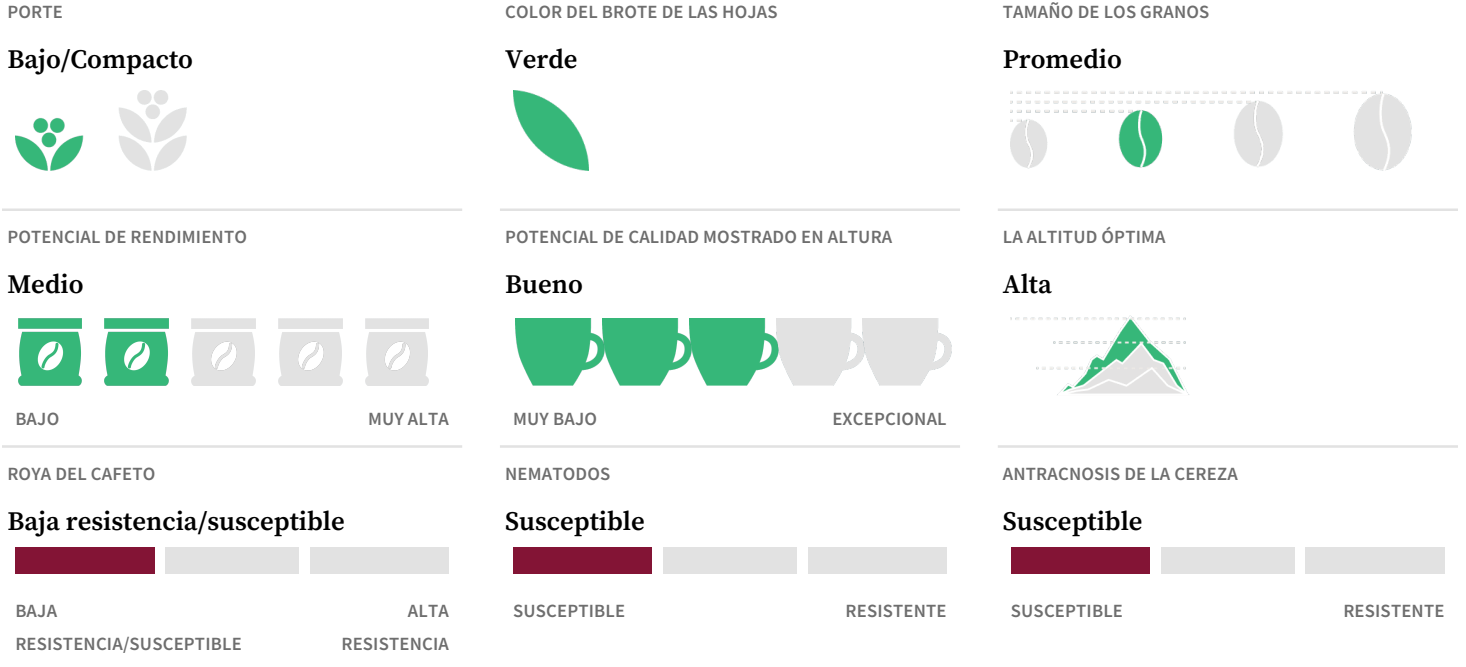 PORTE
Bajo/Compacto
COLOR DEL BROTE DE LAS HOJAS
Verde
TAMAÑO DE LOS GRANOS
Promedio
POTENCIAL DE RENDIMIENTO
Medio
BAJO
MUY ALTA
POTENCIAL DE CALIDAD MOSTRADO EN ALTURA
Bueno
MUY BAJO
EXCEPCIONAL
LA ALTITUD ÓPTIMA
Alta
ROYA DEL CAFETO
Baja resistencia/susceptible
BAJA
RESISTENCIA/SUSCEPTIBLE
ALTA
RESISTENCIA
NEMATODOS
Susceptible
SUSCEPTIBLE
RESISTENTE
ANTRACNOSIS DE LA CEREZA
Susceptible
SUSCEPTIBLE
RESISTENTE